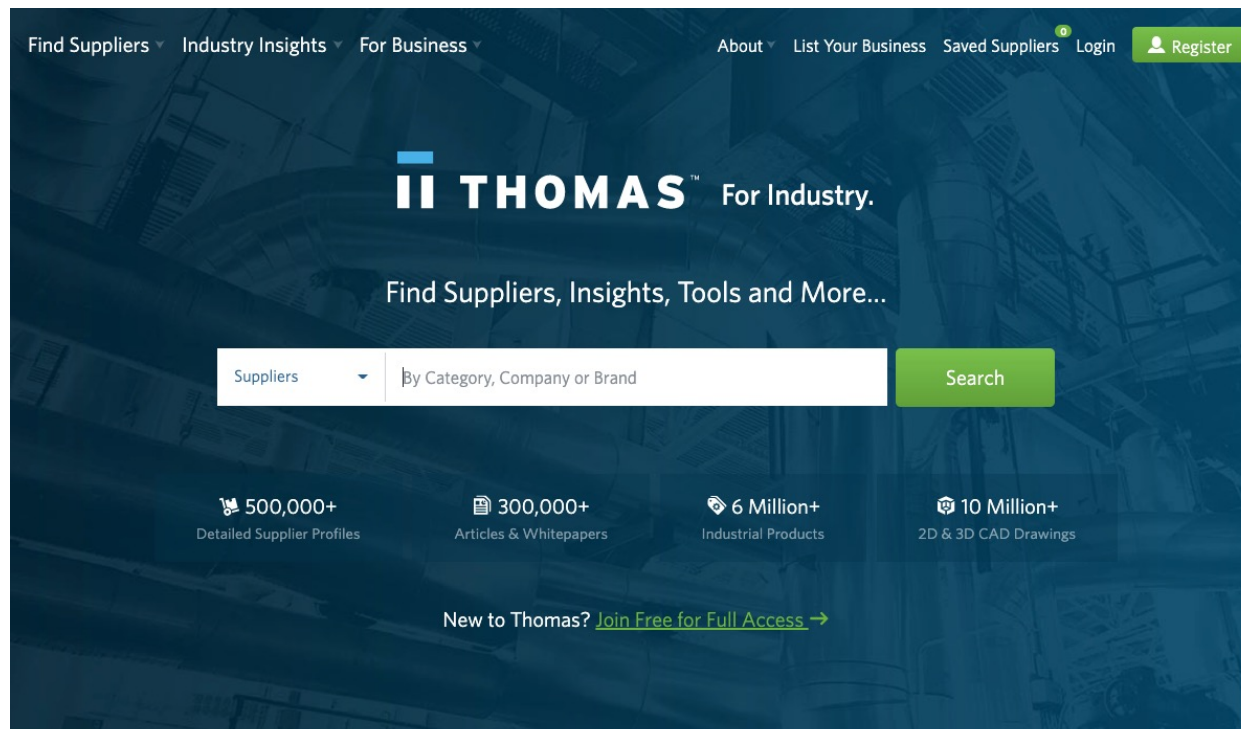 Find Suppliers Industry Insights For Business About List Your Business Saved Suppliers 0 Login Register
THOMAS™ For Industry.
Find Suppliers, Insights, Tools and More...
Suppliers By Category, Company or Brand Search
500,000+ 300,000+ 6 Million+ 10 Million+
Detailed Supplier Profiles Articles & Whitepapers Industrial Products 2D & 3D CAD Drawings
New to Thomas? Join Free for Full Access →